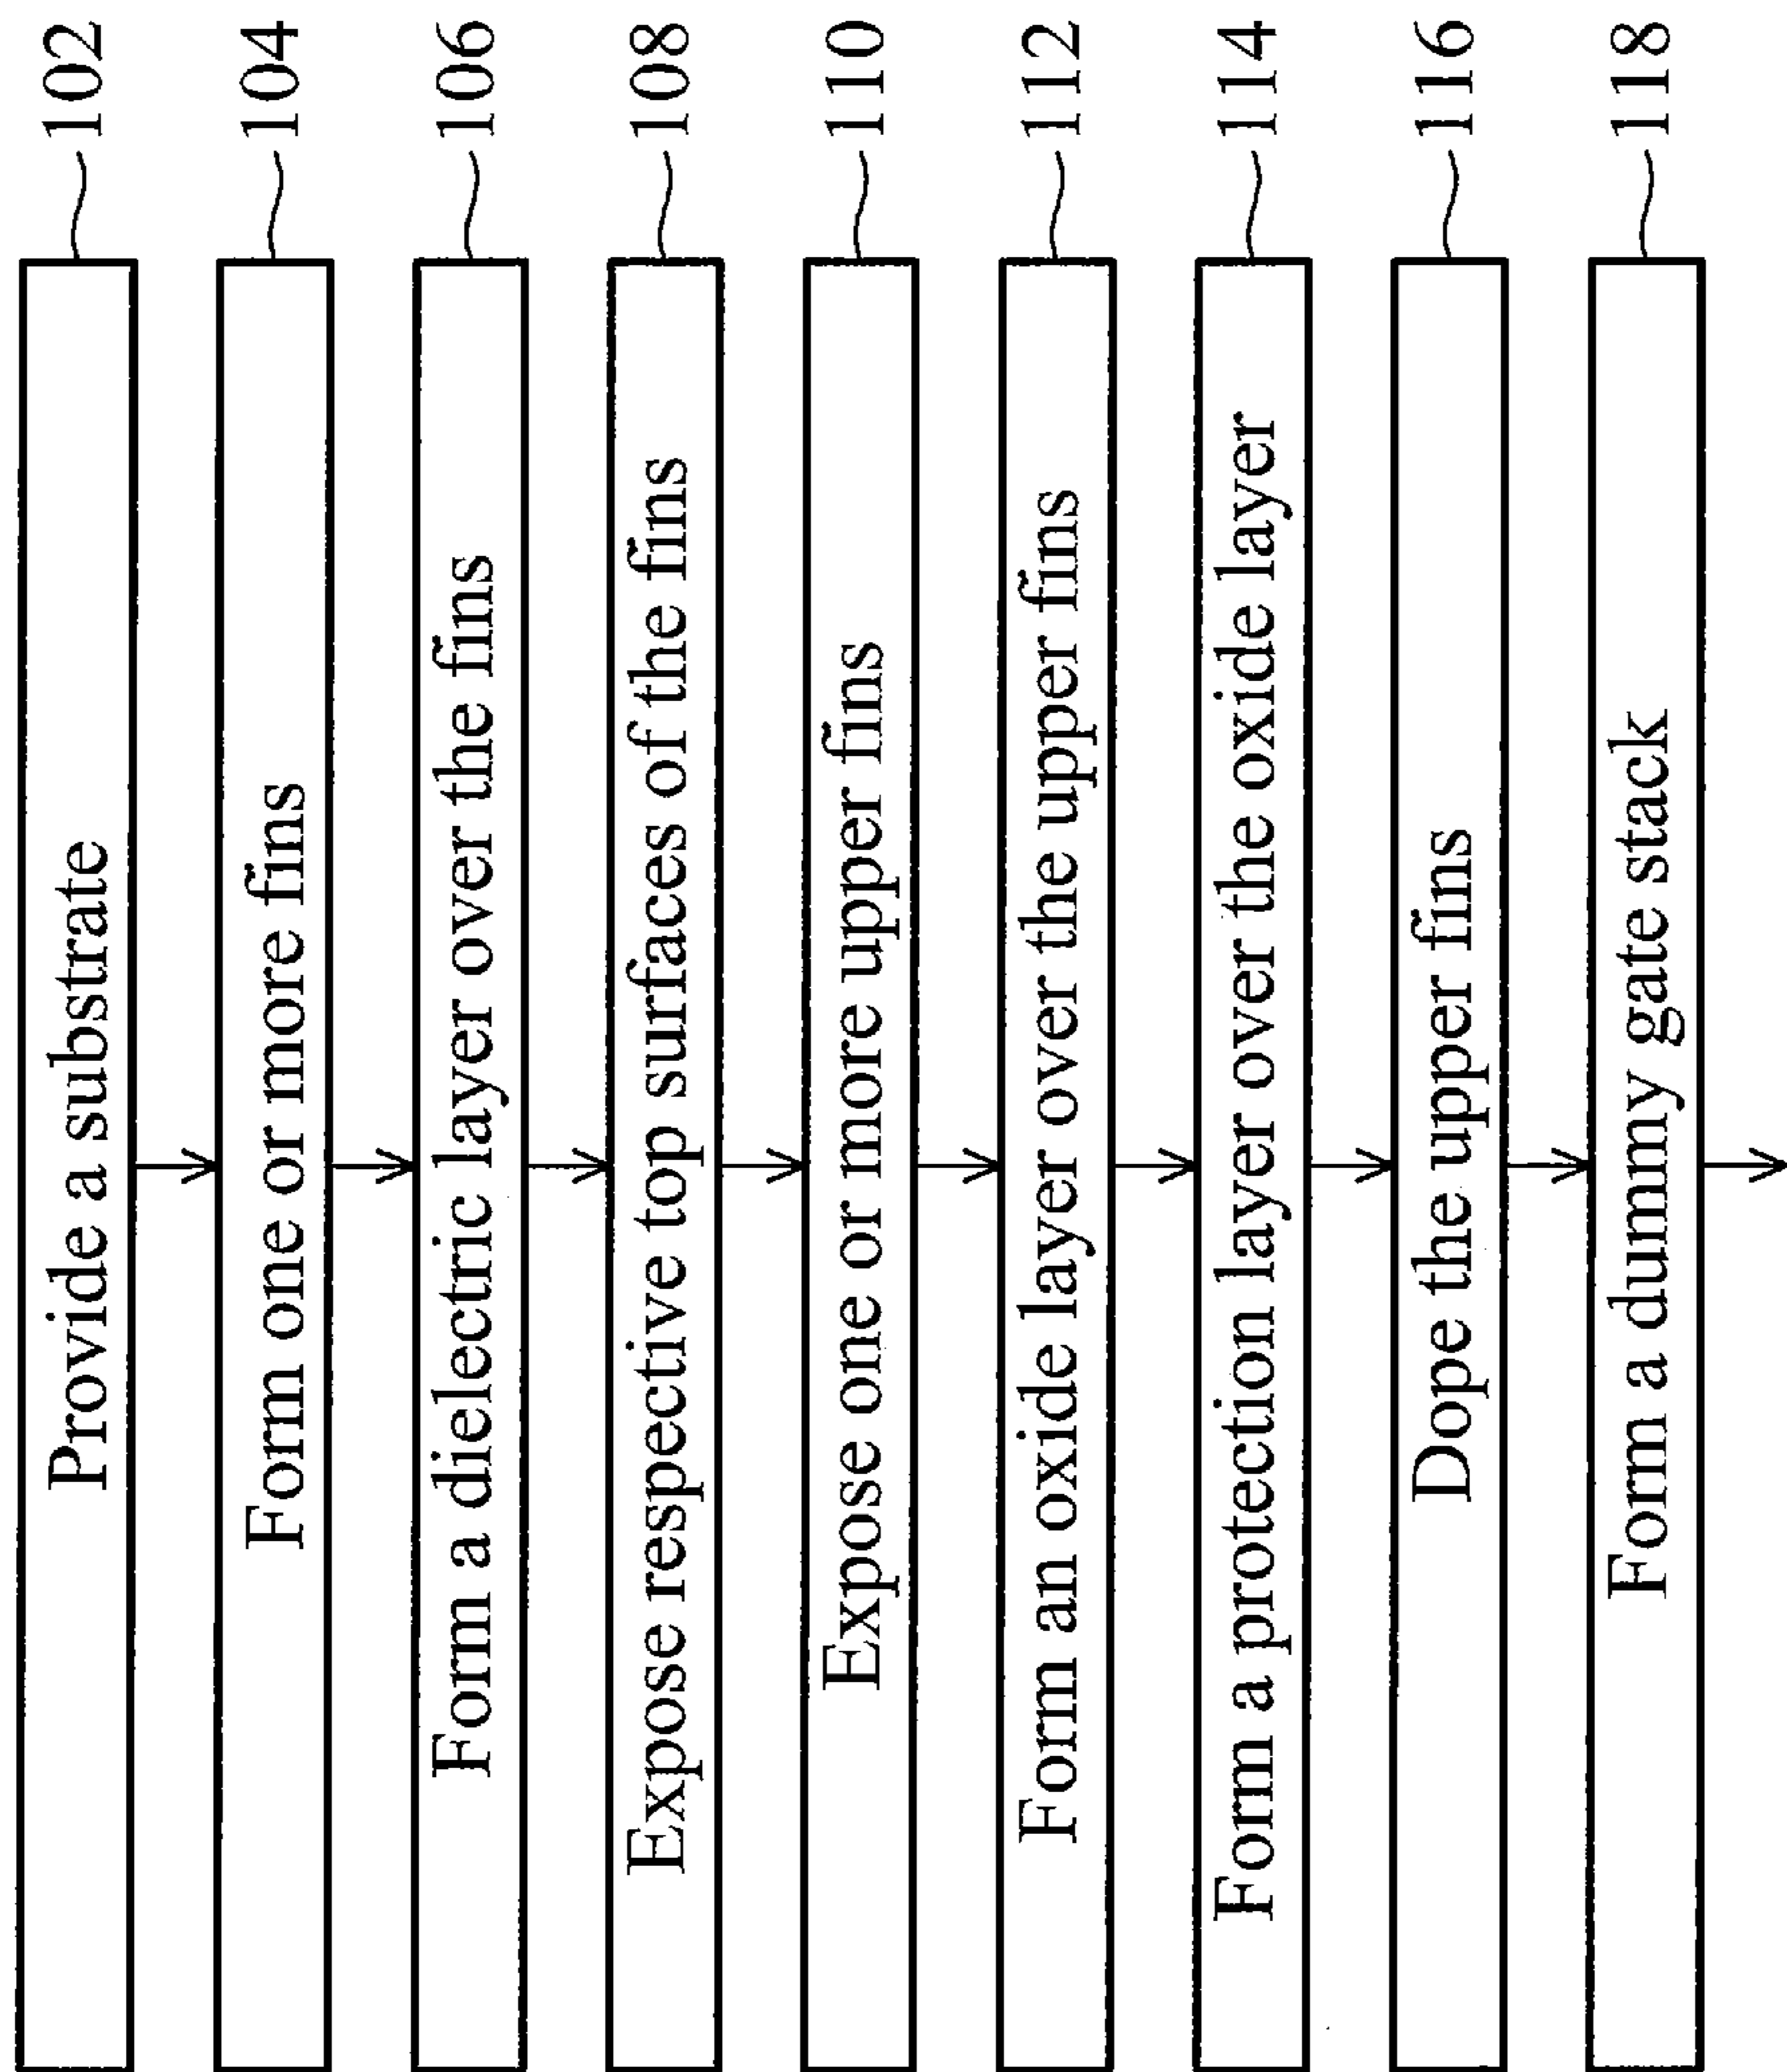 Provide a substrate 102
Form one or more fins 104
Form a dielectric layer over the fins 106
Expose respective top surfaces of the fins 108
Expose one or more upper fins 110
Form an oxide layer over the upper fins 112
Form a protection layer over the oxide layer 114
Dope the upper fins 116
Form a dummy gate stack 118